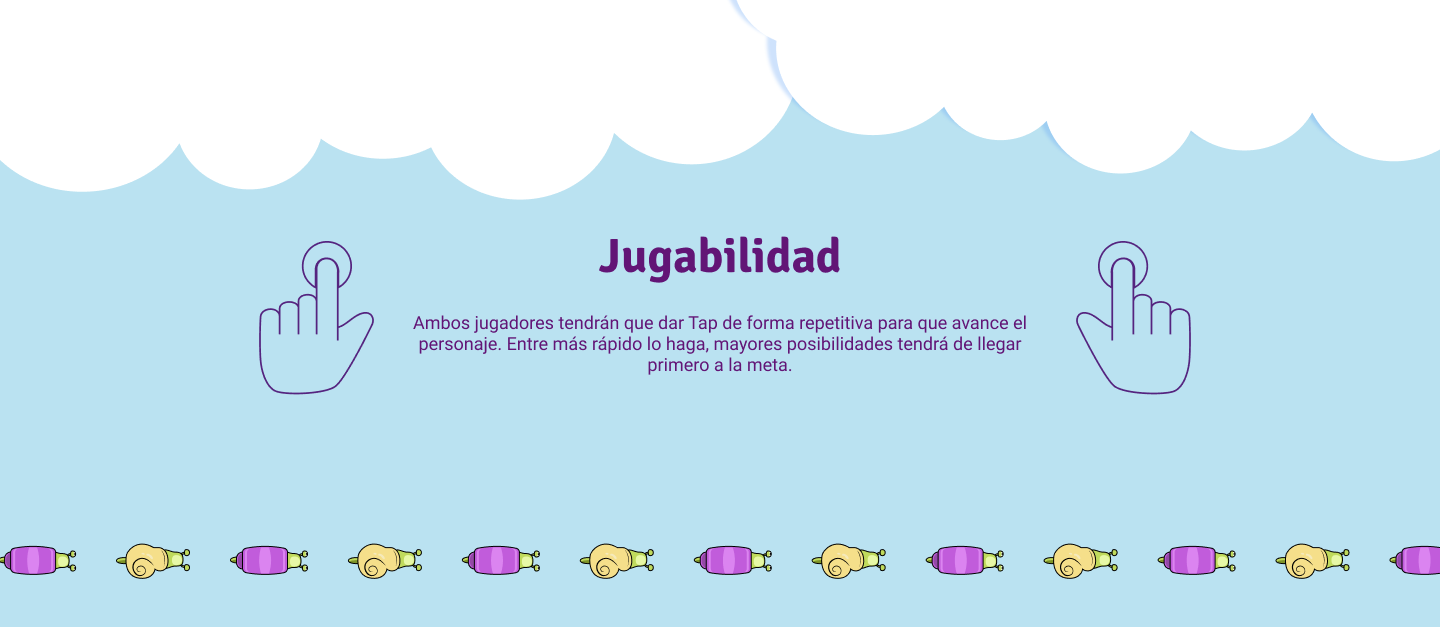 Jugabilidad
Ambos jugadores tendrán que dar Tap de forma repetitiva para que avance el
personaje. Entre más rápido lo haga, mayores posibilidades tendrá de llegar
primero a la meta.